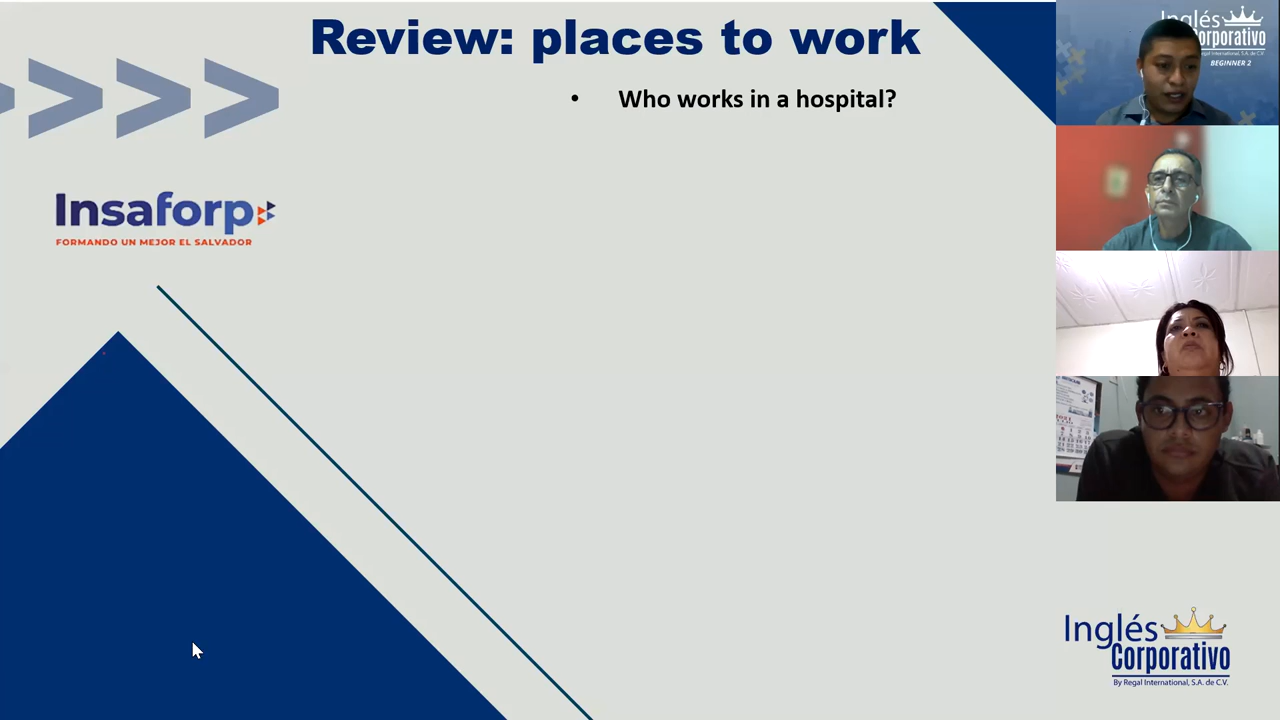 Review: places to work
• Who works in a hospital?
Insaforp
FORMANDO UN MEJOR EL SALVADOR
Inglés
Corporativo
BEGINNER 2
Inglés
Corporativo
By Regal International, S.A. de C.V.